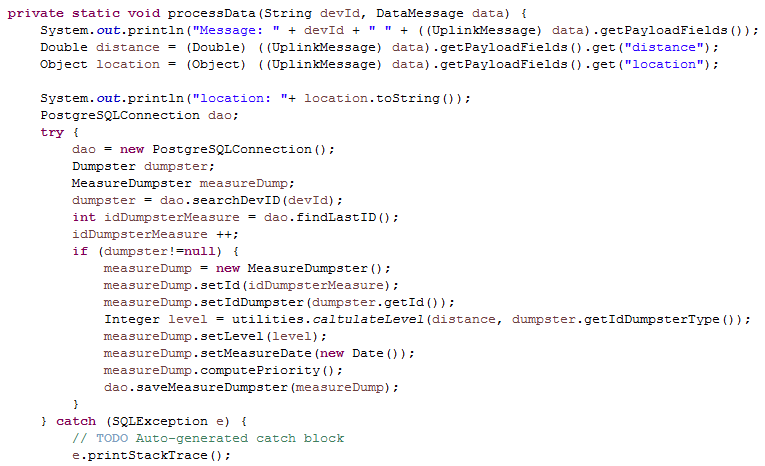 private static void processData(String devId, DataMessage data) {
System.out.println("Message: " + devId + " " + ((UplinkMessage) data).getPayloadFields());
Double distance = (Double) ((UplinkMessage) data).getPayloadFields().get("distance");
Object location = (Object) ((UplinkMessage) data).getPayloadFields().get("location");
System.out.println("location: "+ location.toString());
PostgreSQLConnection dao;
try {
dao = new PostgreSQLConnection();
Dumpster dumpster;
MeasureDumpster measureDump;
dumpster = dao.searchDevID(devId);
int idDumpsterMeasure = dao.findLastID();
idDumpsterMeasure ++;
if (dumpster!=null) {
measureDump = new MeasureDumpster();
measureDump.setId(idDumpsterMeasure);
measureDump.setIdDumpster(dumpster.getId());
Integer level = utilities.caltulateLevel(distance, dumpster.getIdDumpsterType());
measureDump.setLevel(level);
measureDump.setMeasureDate(new Date());
measureDump.computePriority();
dao.saveMeasureDumpster(measureDump);
}
} catch (SQLException e) {
// TODO Auto-generated catch block
e.printStackTrace();